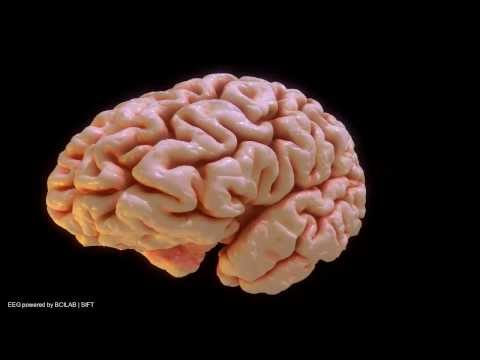 EEG powered by BCILAB | SIFT